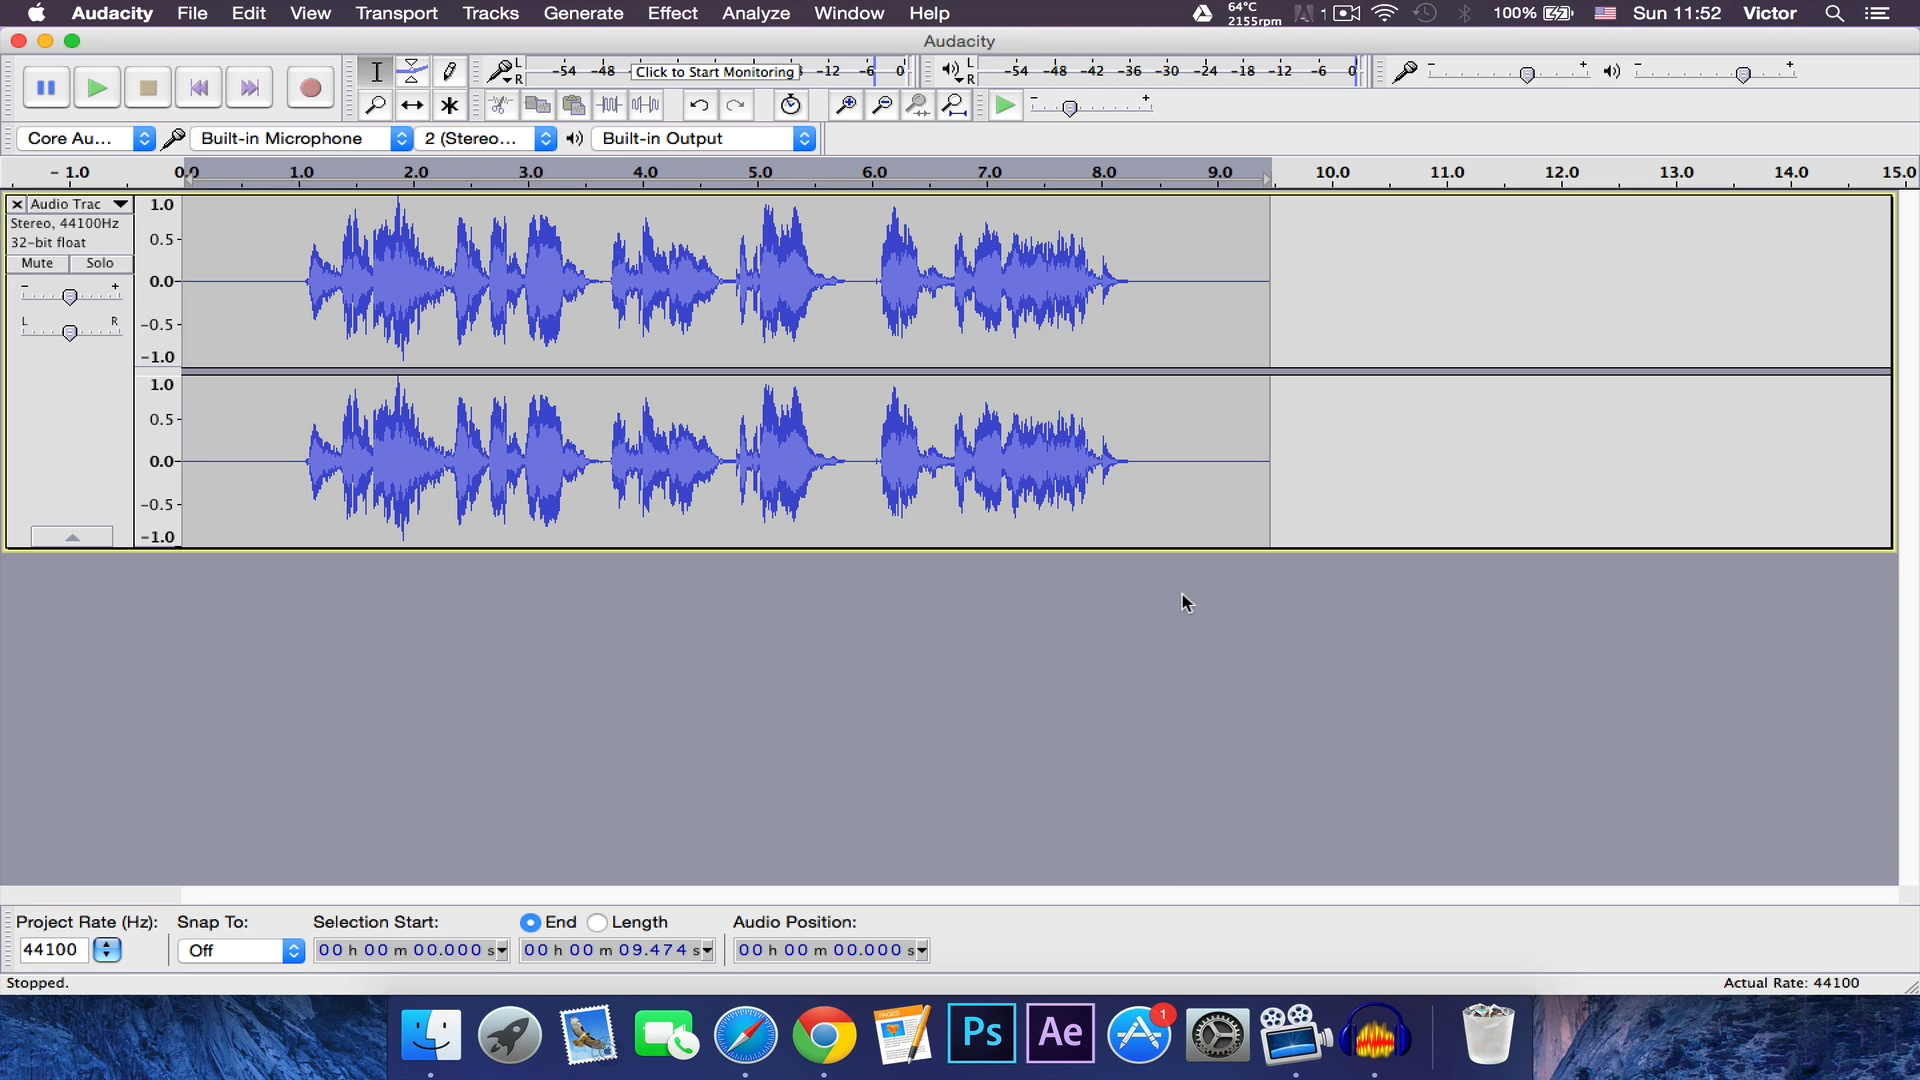 Audacity File Edit View Transport Tracks Generate Effect Analyze Window Help 64°C 2155rpm 1 100% Sun 11:52 Victor
Audacity
L R -54 -48 Click to Start Monitoring -12 -6 0 L R -54 -48 -42 -36 -30 -24 -18 -12 -6 0 - + - +
- +
Core Au... Built-in Microphone 2 (Stereo... Built-in Output
- 1.0 0.0 1.0 2.0 3.0 4.0 5.0 6.0 7.0 8.0 9.0 10.0 11.0 12.0 13.0 14.0 15.0
Audio Trac
Stereo, 44100Hz
32-bit float
Mute Solo
- +
L R
1.0
0.5-
0.0-
-0.5-
-1.0
1.0
0.5-
0.0-
-0.5-
-1.0
Project Rate (Hz): Snap To: Selection Start: End Length Audio Position:
44100 Off 00 h 00 m 00.000 s 00 h 00 m 09.474 s 00 h 00 m 00.000 s
Stopped. Actual Rate: 44100
PAGES Ps Ae 1